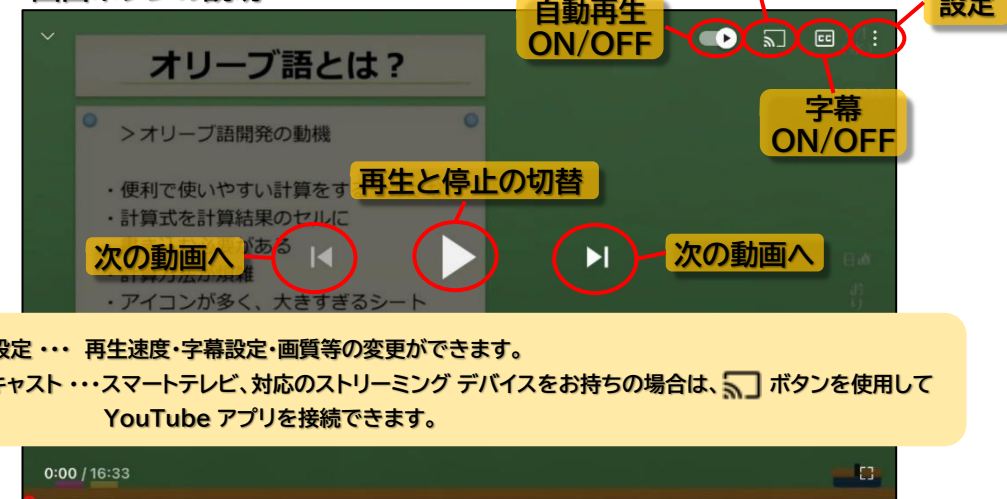 自動再生
ON/OFF
設定
オリーブ語とは？
字幕
ON/OFF
＞オリーブ語開発の動機
・便利で使いやすい計算をす
再生と停止の切替
・計算式を計算結果のセルに
がある
次の動画へ
次の動画へ
・アイコンが多く、大きすぎるシート
設定 ･･･ 再生速度･字幕設定･画質等の変更ができます。
キャスト ･･･スマートテレビ、対応のストリーミング デバイスをお持ちの場合は、 ボタンを使用して
YouTube アプリを接続できます。
0:00 / 16:33